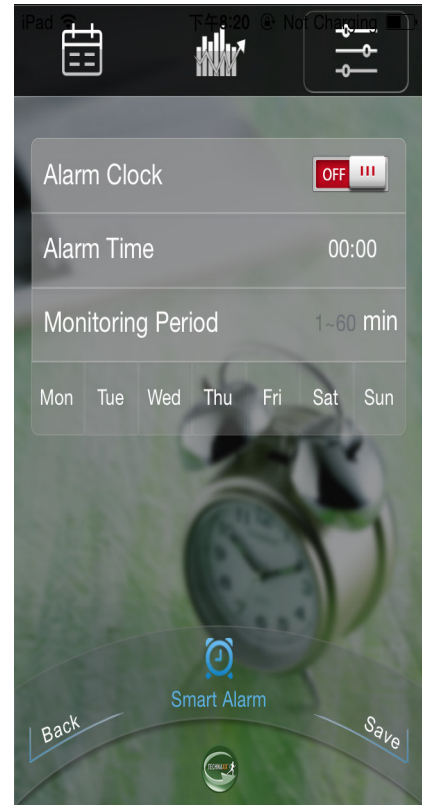 iPad 下午8:20 Not Charging
Alarm Clock OFF
Alarm Time 00:00
Monitoring Period 1~60 min
Mon Tue Wed Thu Fri Sat Sun
Smart Alarm
Back Save
TECHNAXX